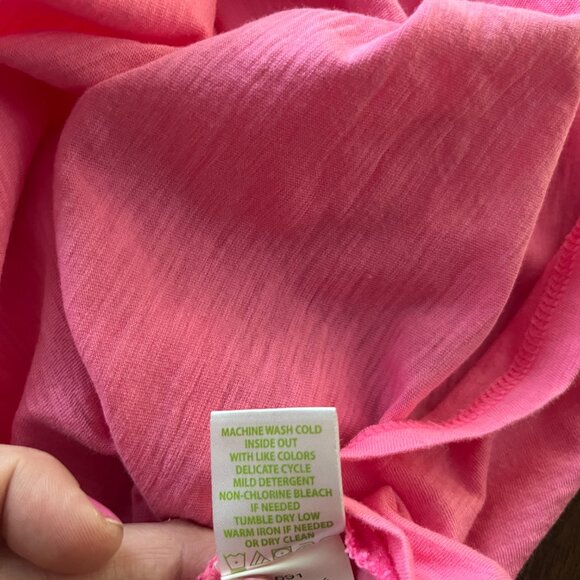 MACHINE WASH COLD
INSIDE OUT
WITH LIKE COLORS
DELICATE CYCLE
MILD DETERGENT
NON-CHLORINE BLEACH
IF NEEDED
TUMBLE DRY LOW
WARM IRON IF NEEDED
OR DRY CLEAN